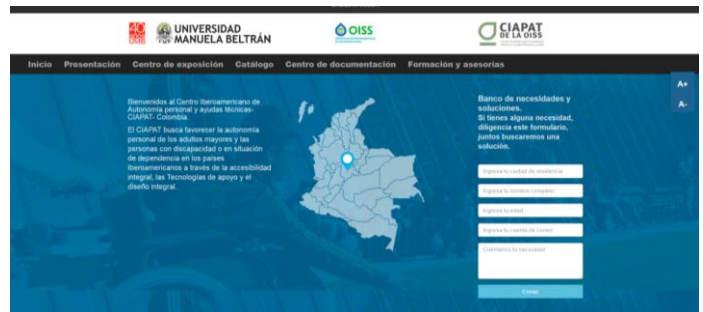 40
UMB
UNIVERSIDAD
MANUELA BELTRÁN
OISS
CIAPAT
DE LA OISS
Inicio Presentación Centro de exposición Catálogo Centro de documentación Formación y asesorias
A+
A-
Bienvenidos al Centro Iberoamericano de
Autonomía personal y ayudas técnicas-
CIAPAT- Colombia.
El CIAPAT busca favorecer la autonomía
personal de los adultos mayores y las
personas con discapacidad o en situación
de dependencia en los países
Iberoamericanos a través de la accesibilidad
integral, las Tecnologías de apoyo y el
diseño integral.
Banco de necesidades y
soluciones.
Si tienes alguna necesidad,
diligencia este formulario,
juntos buscaremos una
solución.
Ingresa tu ciudad de residencia
Ingresa tu nombre completo
Ingresa tu edad
Ingresa tu cuenta de correo
Cuéntanos tu necesidad
Enviar